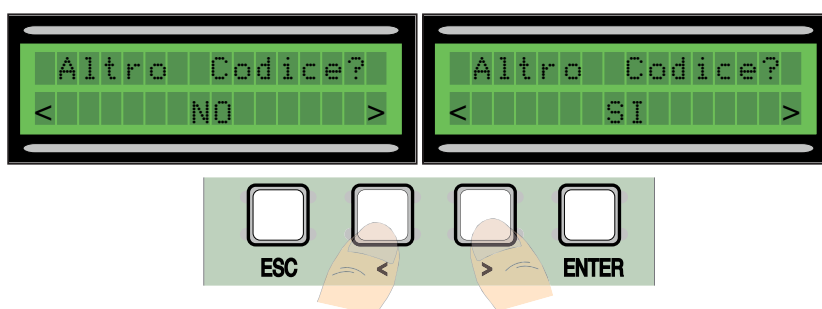 Altro Codice?
< NO >
Altro Codice?
< SI >
ESC < > ENTER